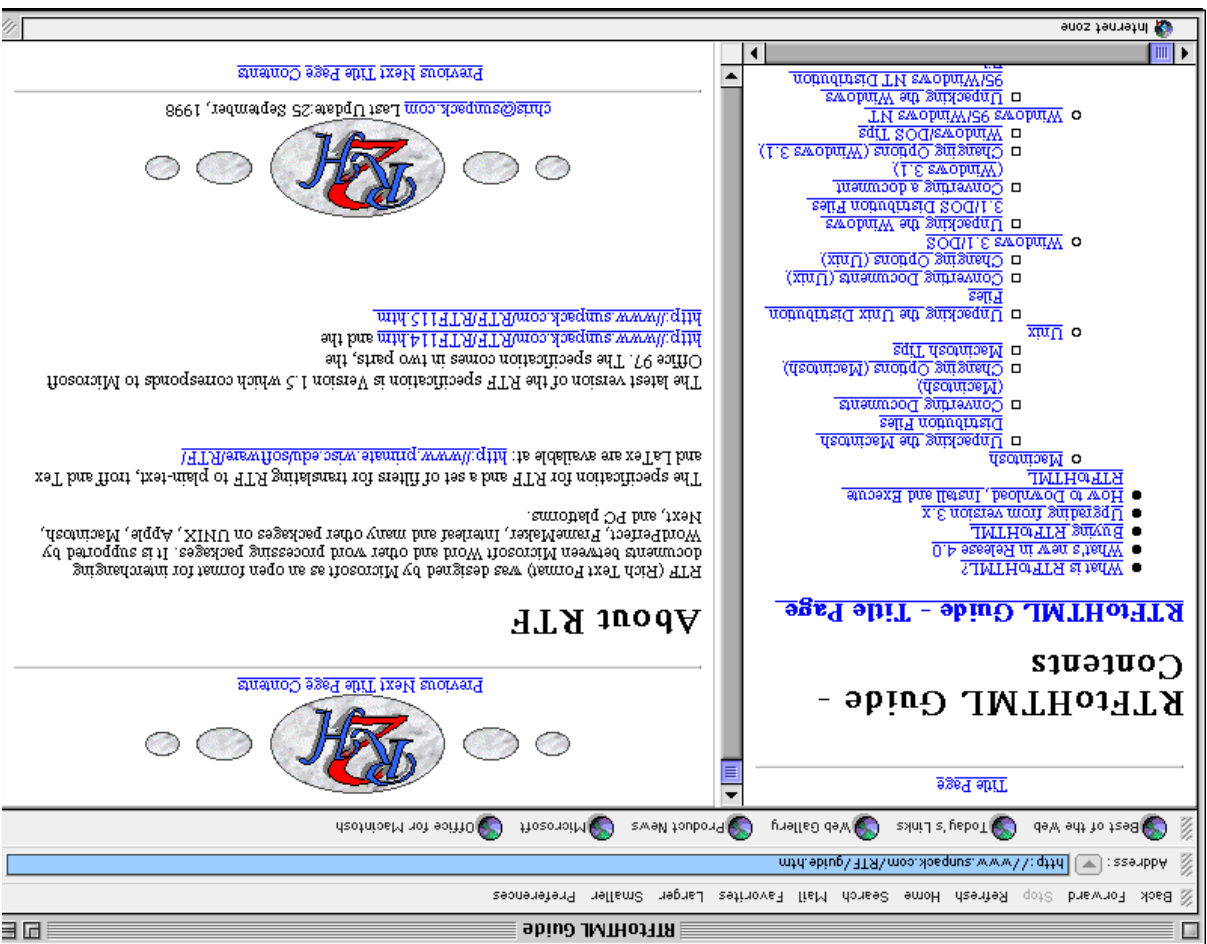 RTFtoHTML Guide
Back Forward Stop Refresh Home Search Mail Favorites Larger Smaller Preferences
Address: http://www.sunpack.com/RTF/guide.htm
Best of the Web Today's Links Web Gallery Product News Microsoft Office for Macintosh
Title Page
RTFtoHTML Guide -
Contents
RTFtoHTML Guide - Title Page
What is RTFtoHTML?
What's new in Release 4.0
Buying RTFtoHTML
Upgrading from version 3.x
How to Download, Install and Execute
RTFtoHTML
Macintosh
Unpacking the Macintosh
Distribution Files
Converting Documents
(Macintosh)
Changing Options (Macintosh)
Macintosh Tips
Unix
Unpacking the Unix Distribution
Files
Converting Documents (Unix)
Changing Options (Unix)
Windows 3.1/DOS
Unpacking the Windows
3.1/DOS Distribution Files
Converting a document
(Windows 3.1)
Changing Options (Windows 3.1)
Windows/DOS Tips
Windows 95/Windows NT
Unpacking the Windows
95/Windows NT Distribution
R2H
Previous Next Title Page Contents
About RTF
RTF (Rich Text Format) was designed by Microsoft as an open format for interchanging
documents between Microsoft Word and other word processing packages. It is supported by
WordPerfect, FrameMaker, Interleaf and many other packages on UNIX, Apple, Macintosh,
Next, and PC platforms.
The specification for RTF and a set of filters for translating RTF to plain-text, troff and Tex
and LaTex are available at: http://www.primate.wisc.edu/software/RTF/
The latest version of the RTF specification is Version 1.5 which corresponds to Microsoft
Office 97. The specification comes in two parts, the
http://www.sunpack.com/RTF/RTF114.htm and the
http://www.sunpack.com/RTF/RTF115.htm
R2H
chris@sunpack.com Last Update:25 September, 1998
Previous Next Title Page Contents
Internet zone